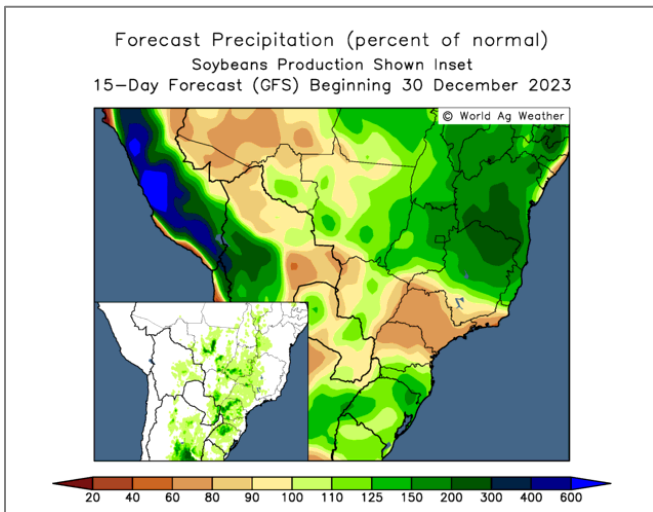 Forecast Precipitation (percent of normal)
Soybeans Production Shown Inset
15-Day Forecast (GFS) Beginning 30 December 2023
© World Ag Weather
20 40 60 80 90 100 110 125 150 200 300 400 600